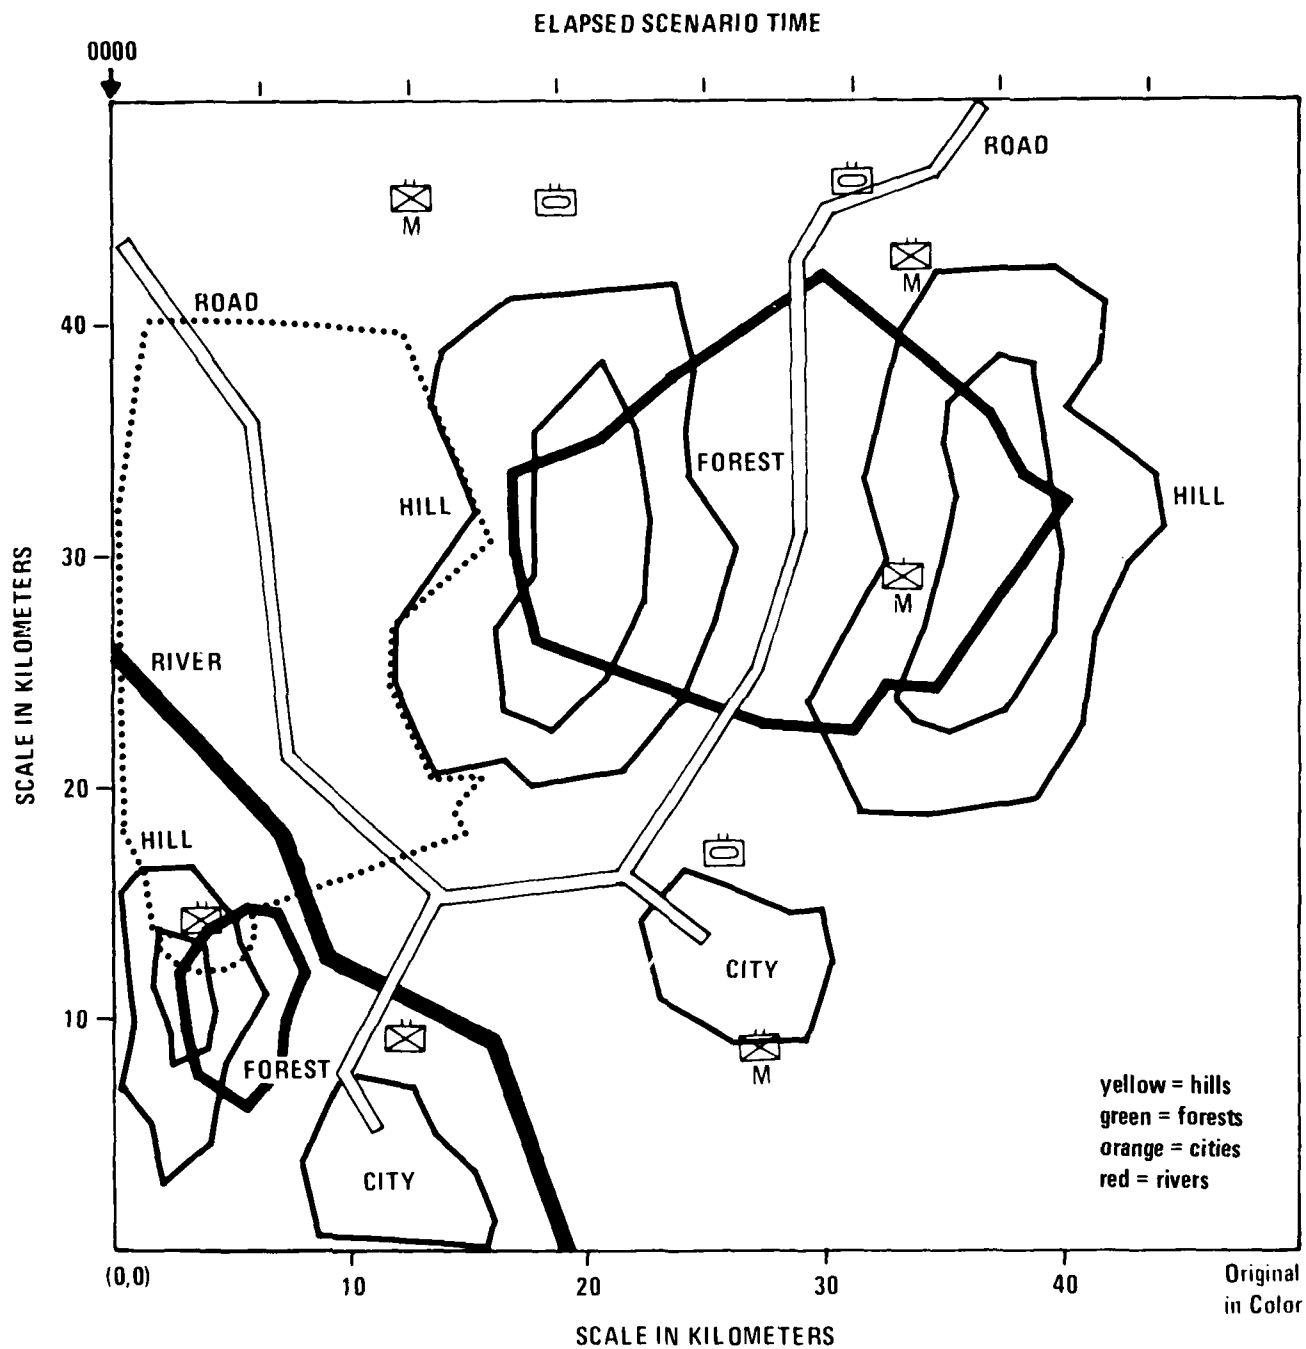 ELAPSED SCENARIO TIME
0000
ROAD
M
M
ROAD
40
FOREST
HILL
HILL
30
M
SCALE IN KILOMETERS
RIVER
20
HILL
CITY
10
FOREST
M
yellow = hills
green = forests
orange = cities
red = rivers
CITY
(0,0)
10
20
30
40
Original
in Color
SCALE IN KILOMETERS